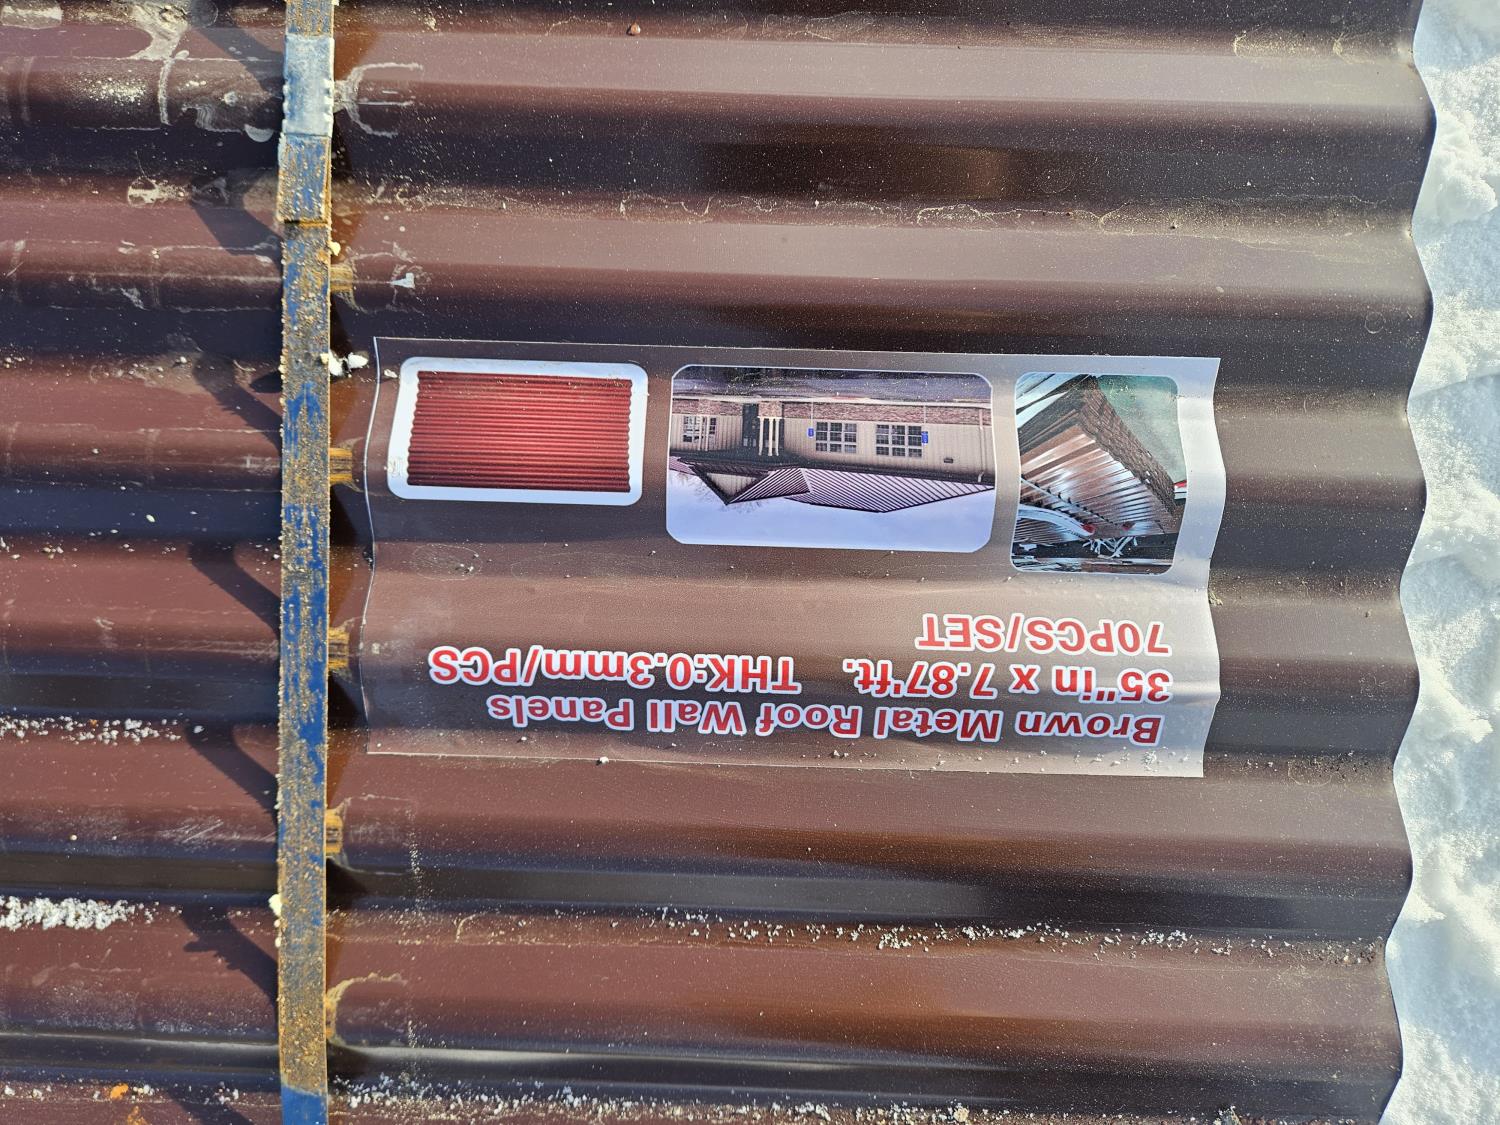 Brown Metal Roof Wall Panels
35"in x 7.87'ft. THK:0.3mm/PCS
70PCS/SET